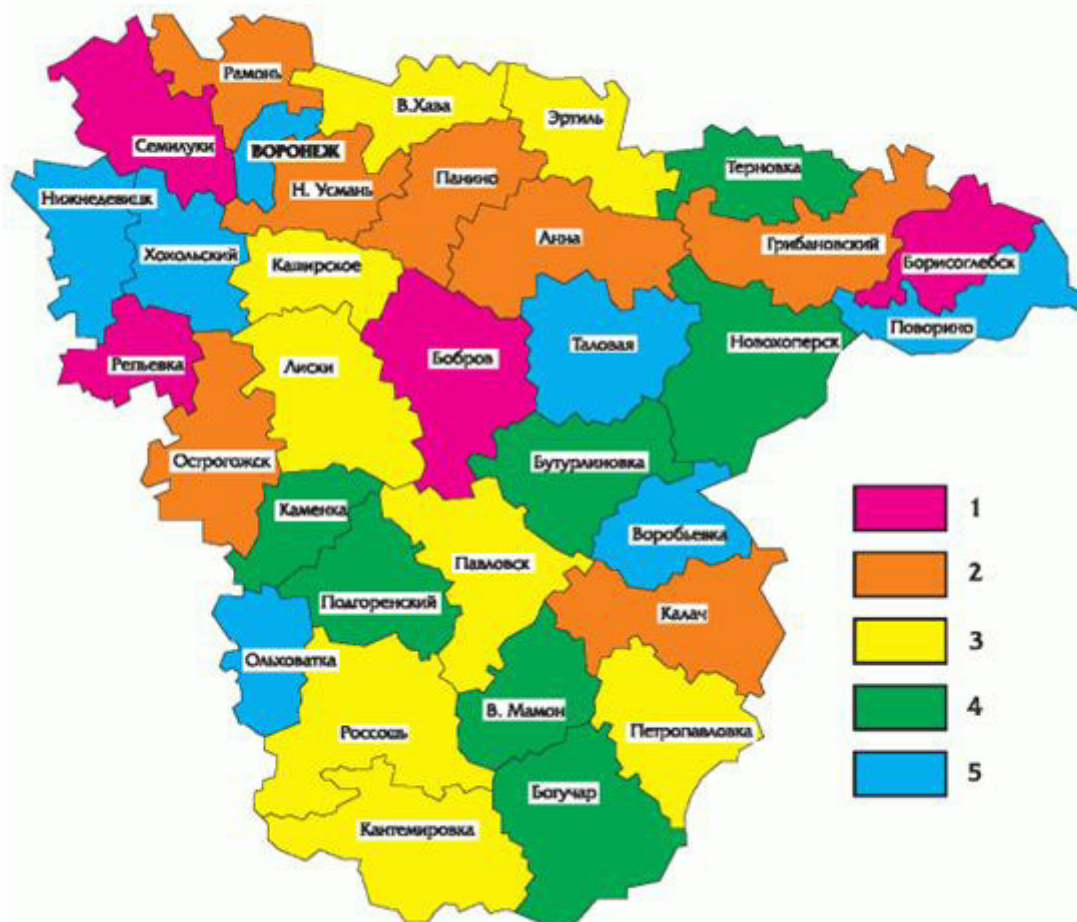 Рамонь
В.Хава
Эртиль
Семилуки
ВОРОНЕЖ
Терновка
Нижнедевицк
Н. Усмань
Панино
Хохольский
Анна
Грибановский
Каширское
Борисоглебск
Поворино
Репьевка
Лиски
Бобров
Таловая
Новохоперск
Острогожск
Бутурлиновка
1
Каменка
Воробьевка
2
Павловск
Подгоренский
Калач
3
Ольховатка
4
В. Мамон
Россошь
Петропавловка
5
Богучар
Кантемировка